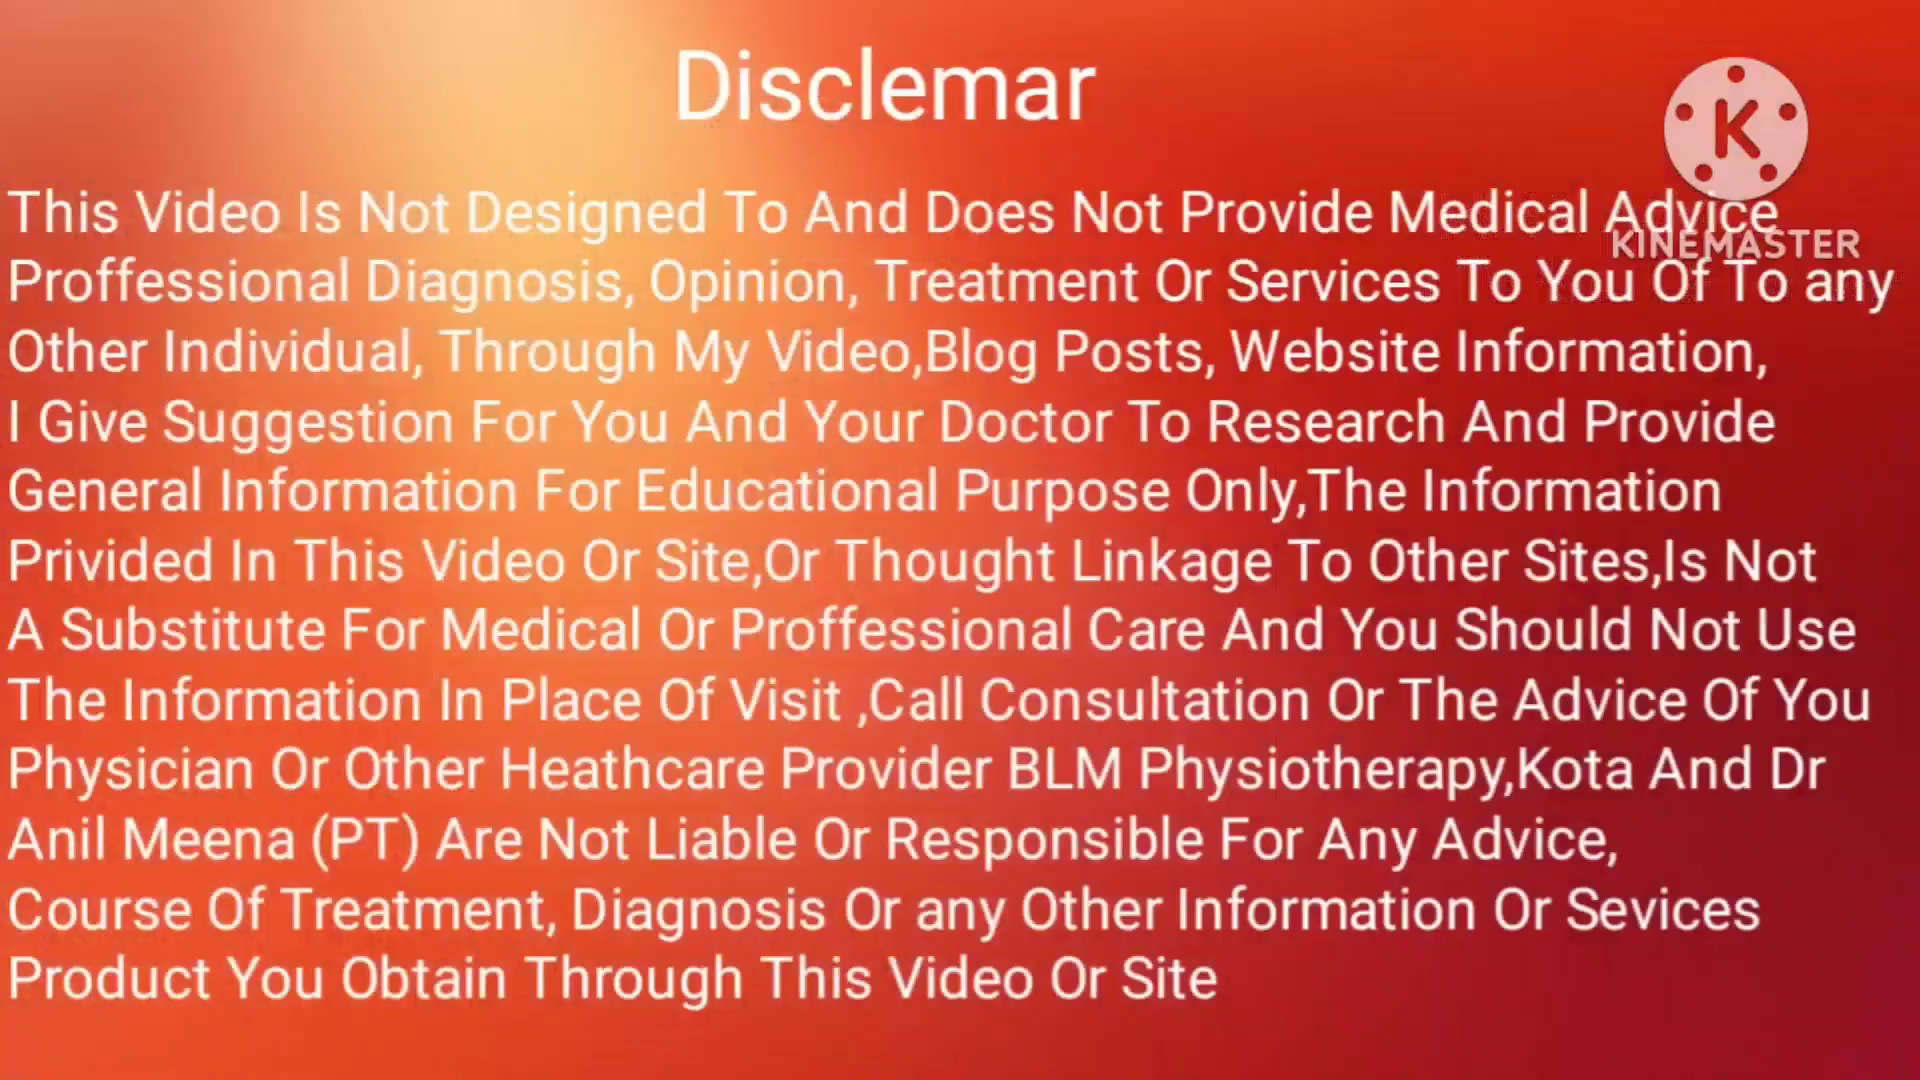 Disclemar
K
KINEMASTER
This Video Is Not Designed To And Does Not Provide Medical Advice
Proffessional Diagnosis, Opinion, Treatment Or Services To You Of To any
Other Individual, Through My Video,Blog Posts, Website Information,
I Give Suggestion For You And Your Doctor To Research And Provide
General Information For Educational Purpose Only,The Information
Privided In This Video Or Site,Or Thought Linkage To Other Sites,Is Not
A Substitute For Medical Or Proffessional Care And You Should Not Use
The Information In Place Of Visit ,Call Consultation Or The Advice Of You
Physician Or Other Heathcare Provider BLM Physiotherapy,Kota And Dr
Anil Meena (PT) Are Not Liable Or Responsible For Any Advice,
Course Of Treatment, Diagnosis Or any Other Information Or Sevices
Product You Obtain Through This Video Or Site